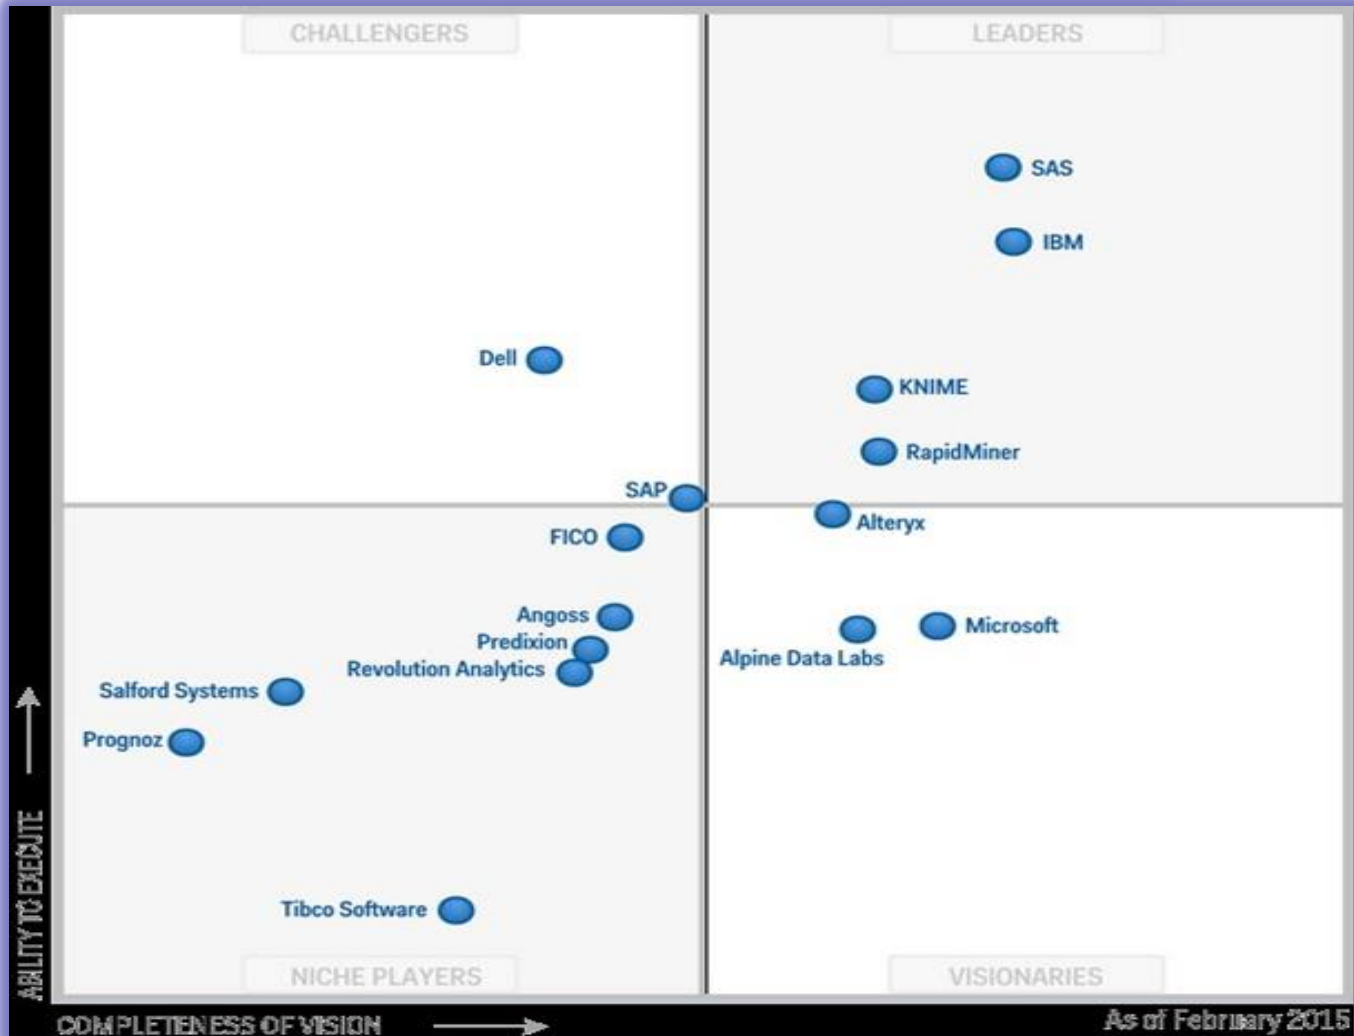 CHALLENGERS
LEADERS
SAS
IBM
Dell
KNIME
RapidMiner
SAP
Alteryx
FICO
Angoss
Microsoft
Predixion
Alpine Data Labs
Revolution Analytics
Salford Systems
Prognoz
Tibco Software
NICHE PLAYERS
VISIONARIES
ABILITY TO EXECUTE
COMPLETENESS OF VISION
As of February 2015